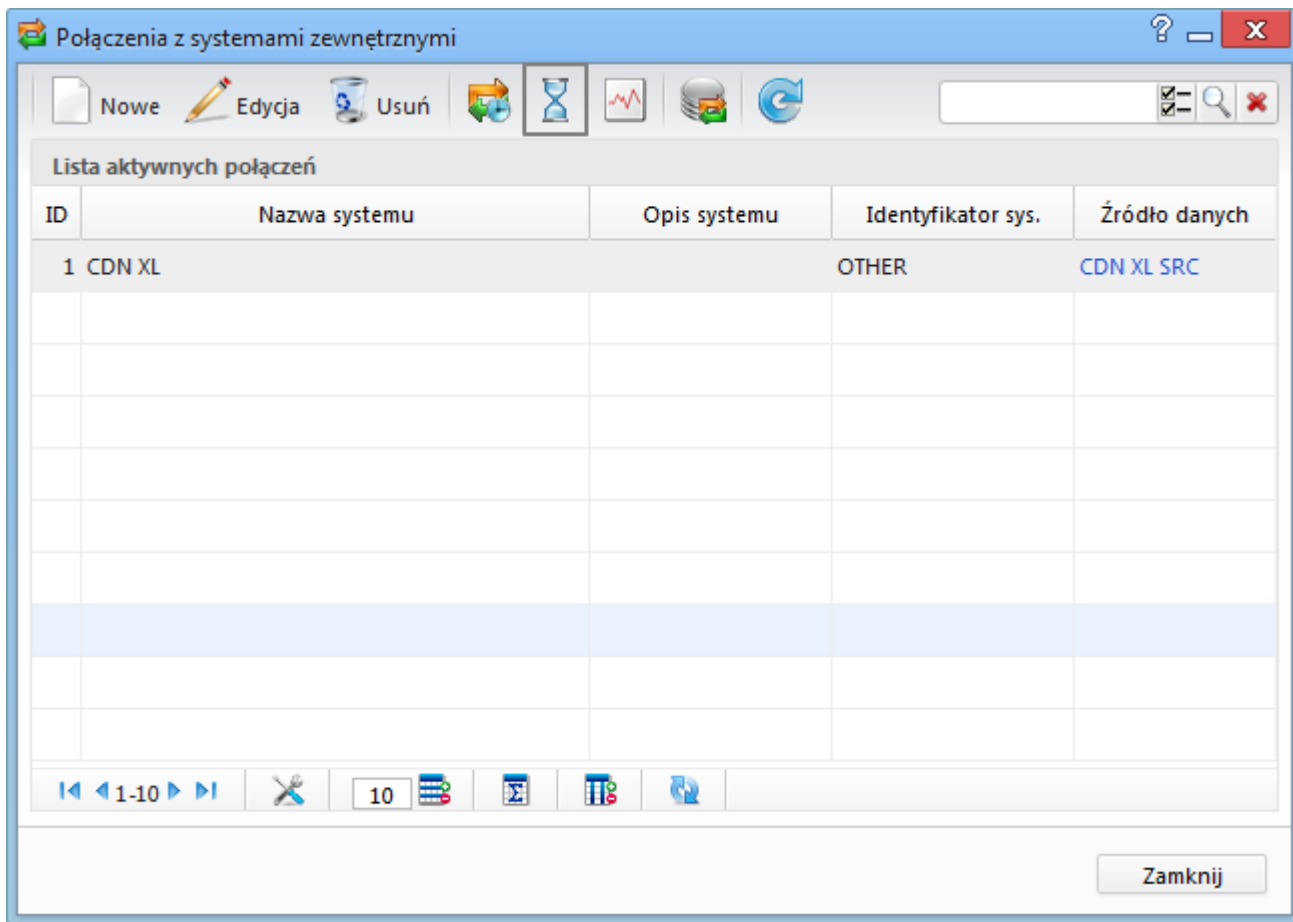 Połączenia z systemami zewnętrznymi
Nowe Edycja Usuń
Lista aktywnych połączeń
ID Nazwa systemu Opis systemu Identyfikator sys. Źródło danych
1 CDN XL OTHER CDN XL SRC
1-10 10
Zamknij